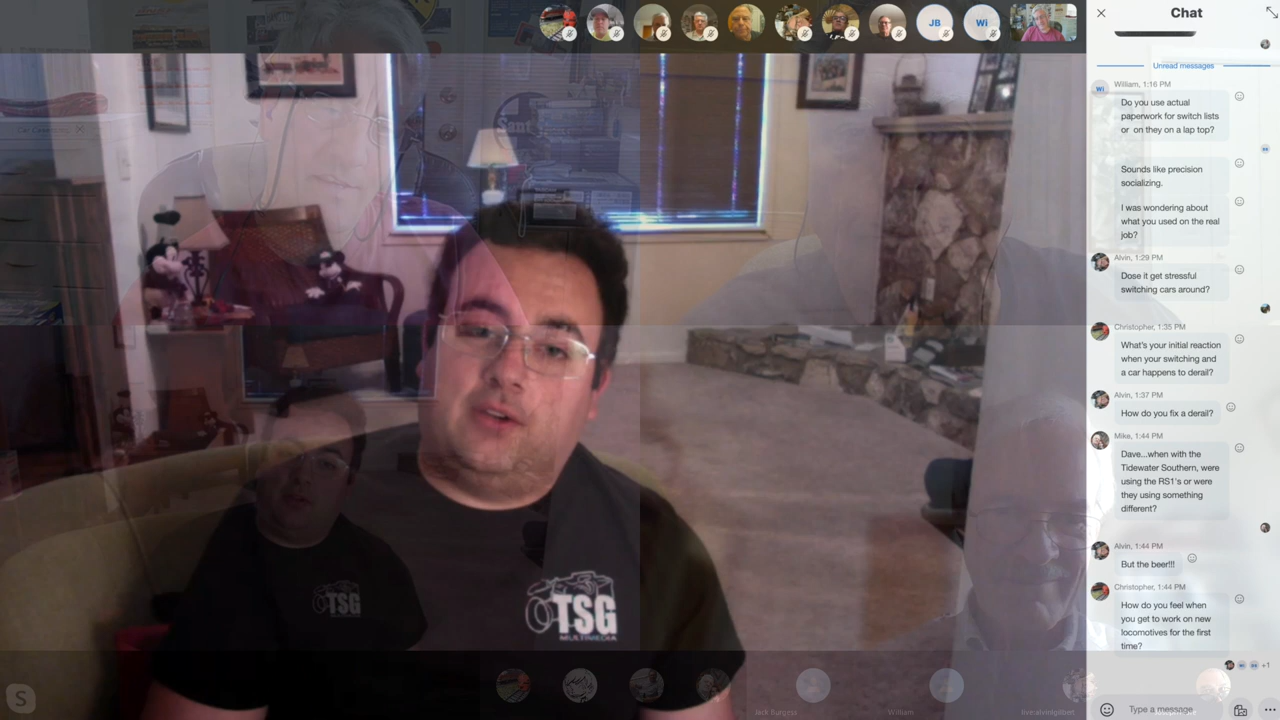 JB
Wi
Chat
Unread messages
Wi
William, 1:16 PM
Do you use actual
paperwork for switch lists
or on they on a lap top?
Sounds like precision
socializing.
I was wondering about
what you used on the real
job?
Alvin, 1:29 PM
Dose it get stressful
switching cars around?
Christopher, 1:35 PM
What's your initial reaction
when your switching and
a car happens to derail?
Alvin, 1:37 PM
How do you fix a derail?
Mike, 1:44 PM
Dave...when with the
Tidewater Southern, were
using the RS1's or were
they using something
different?
Alvin, 1:44 PM
But the beer!!!
Christopher, 1:44 PM
How do you feel when
you get to work on new
locomotives for the first
time?
+1
Type a message
Santa
TSG
TSG
MULTIMEDIA
S
Jack Burgess
William